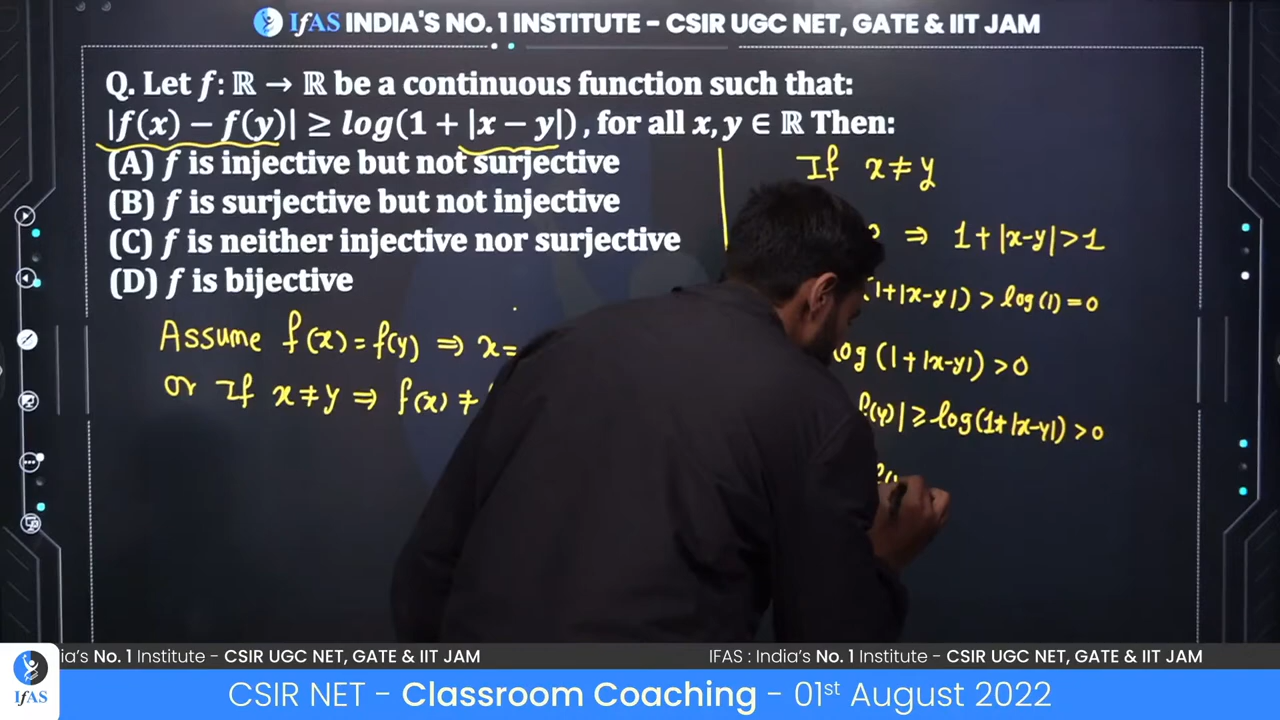 IfAS INDIA'S NO. 1 INSTITUTE – CSIR UGC NET, GATE & IIT JAM
Q. Let f: ℝ → ℝ be a continuous function such that:
|f(x) − f(y)| ≥ log(1 + |x − y|) , for all x, y ∈ ℝ Then:
(A) f is injective but not surjective
(B) f is surjective but not injective
(C) f is neither injective nor surjective
(D) f is bijective
Assume f(x) = f(y) ⇒ x =
or If x ≠ y ⇒ f(x) ≠
If x ≠ y
⇒ 1 + |x-y| > 1
(1+|x-y|) > log(1) = 0
log (1+|x-y|) > 0
f(y)| ≥ log(1+|x-y|) > 0
India's No. 1 Institute - CSIR UGC NET, GATE & IIT JAM
IFAS : India's No. 1 Institute - CSIR UGC NET, GATE & IIT JAM
IfAS
CSIR NET - Classroom Coaching - 01st August 2022